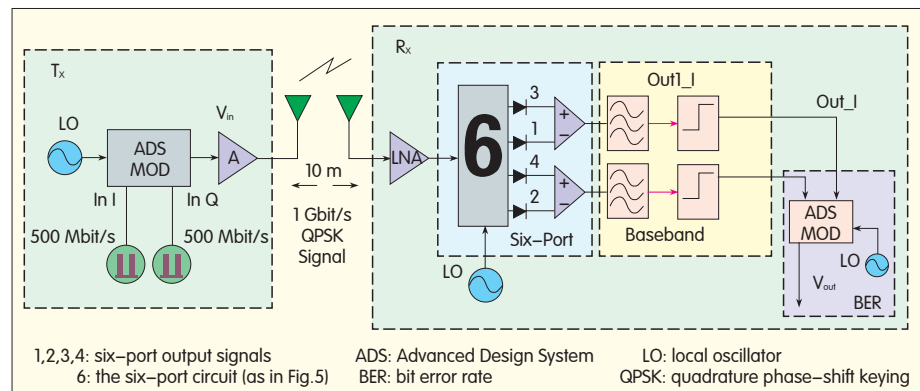 Tx
Rx
LO
ADS
MOD
Vin
A
In I
In Q
500 Mbit/s
500 Mbit/s
10 m
1 Gbit/s
QPSK
Signal
LNA
6
3
1
4
2
LO
Six–Port
Out1_I
Baseband
Out_I
ADS
MOD
LO
Vout
BER
1,2,3,4: six–port output signals
6: the six–port circuit (as in Fig.5)
ADS: Advanced Design System
BER: bit error rate
LO: local oscillator
QPSK: quadrature phase–shift keying